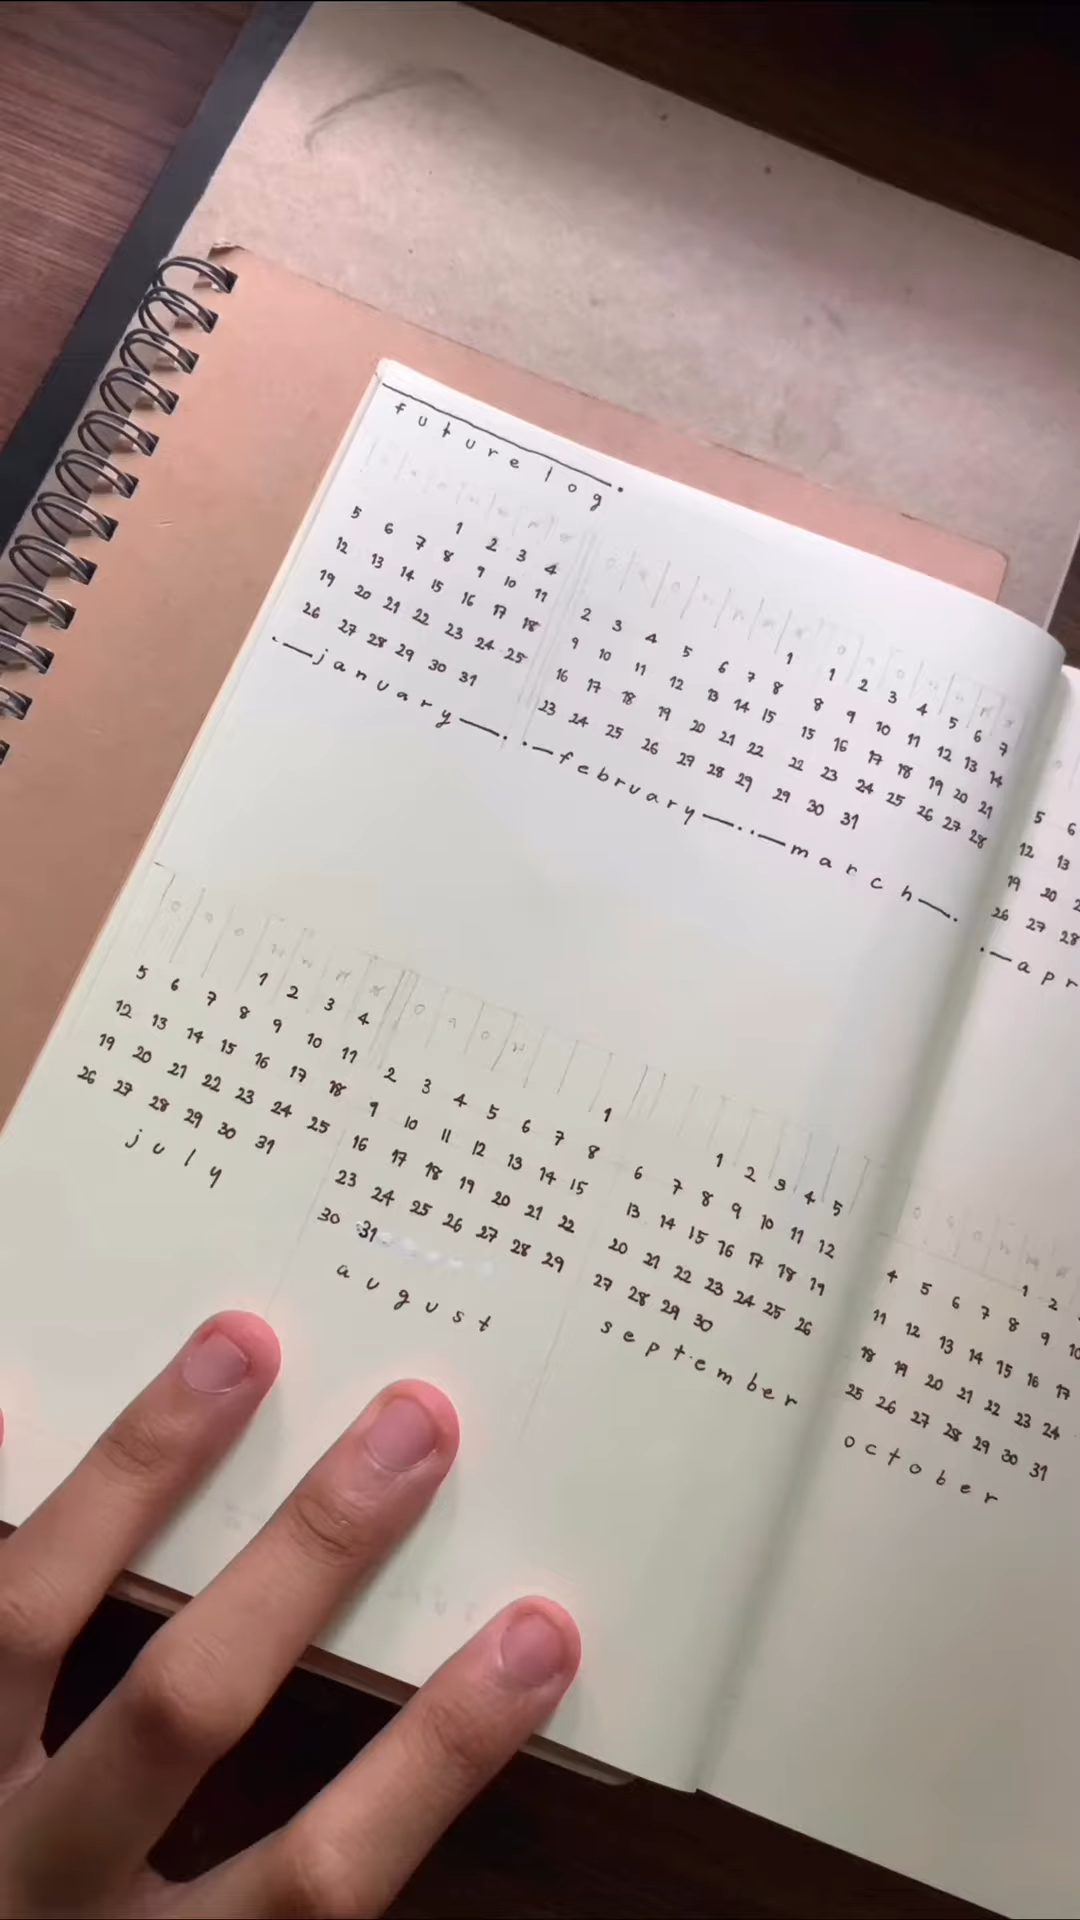 future log
1 2 3 4
5 6 7 8 9 10 11
12 13 14 15 16 17 18
19 20 21 22 23 24 25
26 27 28 29 30 31
january
1
2 3 4 5 6 7 8
9 10 11 12 13 14 15
16 17 18 19 20 21 22
23 24 25 26 27 28 29
february
1 2 3 4 5 6 7
8 9 10 11 12 13 14
15 16 17 18 19 20 21
22 23 24 25 26 27 28
29 30 31
march
5 6
12 13
19 20
26 27 28
apr
1 2 3 4
5 6 7 8 9 10 11
12 13 14 15 16 17 18
19 20 21 22 23 24 25
26 27 28 29 30 31
july
1
2 3 4 5 6 7 8
9 10 11 12 13 14 15
16 17 18 19 20 21 22
23 24 25 26 27 28 29
30 31
august
1 2 3 4 5
6 7 8 9 10 11 12
13 14 15 16 17 18 19
20 21 22 23 24 25 26
27 28 29 30
september
1 2
4 5 6 7 8 9 10
11 12 13 14 15 16 17
18 19 20 21 22 23 24
25 26 27 28 29 30 31
october